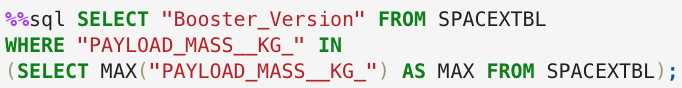 %%sql SELECT "Booster_Version" FROM SPACEXTBL
WHERE "PAYLOAD_MASS__KG_" IN
(SELECT MAX("PAYLOAD_MASS__KG_") AS MAX FROM SPACEXTBL);